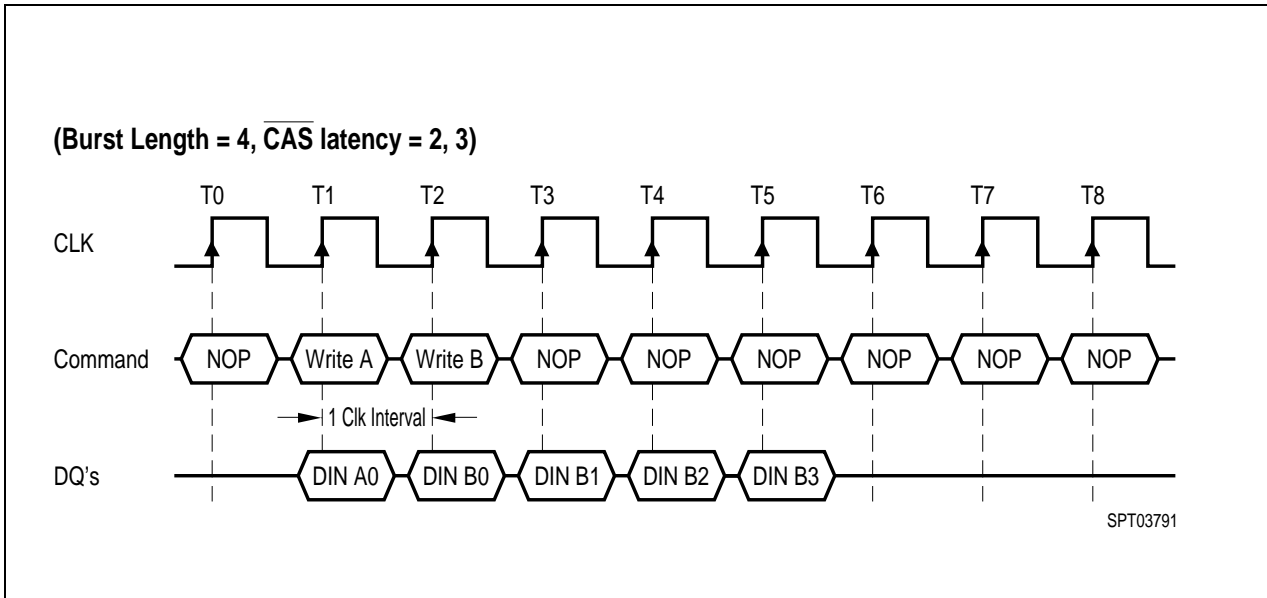 (Burst Length = 4, CAS latency = 2, 3)
T0 T1 T2 T3 T4 T5 T6 T7 T8
CLK
Command NOP Write A Write B NOP NOP NOP NOP NOP NOP
1 Clk Interval
DQ's DIN A0 DIN B0 DIN B1 DIN B2 DIN B3
SPT03791